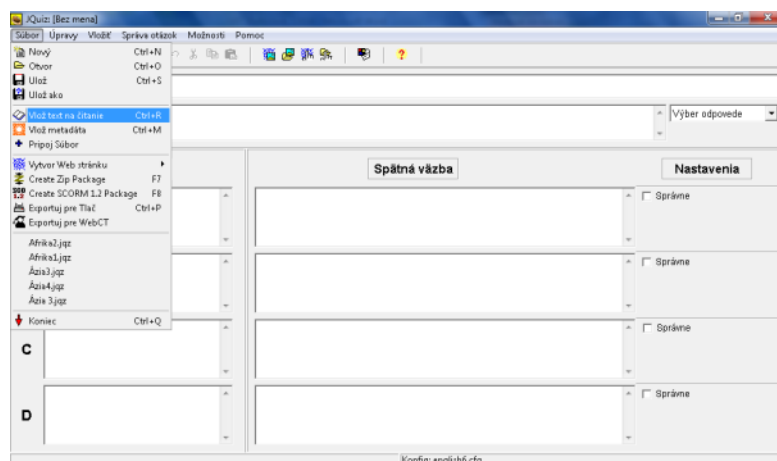 JQuiz: [Bez mena]
Súbor Úpravy Vložiť Správa otázok Možnosti Pomoc
Nový Ctrl+N
Otvor Ctrl+O
Ulož Ctrl+S
Ulož ako
Vlož text na čítanie Ctrl+R
Vlož metadáta Ctrl+M
Pripoj Súbor
Vytvor Web stránku
Create Zip Package F7
Create SCORM 1.2 Package F8
Exportuj pre Tlač Ctrl+P
Exportuj pre WebCT
Afrika2.jqz
Afrika1.jqz
Ázia3.jqz
Ázia4.jqz
Ázia 3.jqz
Koniec Ctrl+Q
Výber odpovede
Spätná väzba Nastavenia
Správne
Správne
C Správne
D Správne
Konfig: english6.cfg